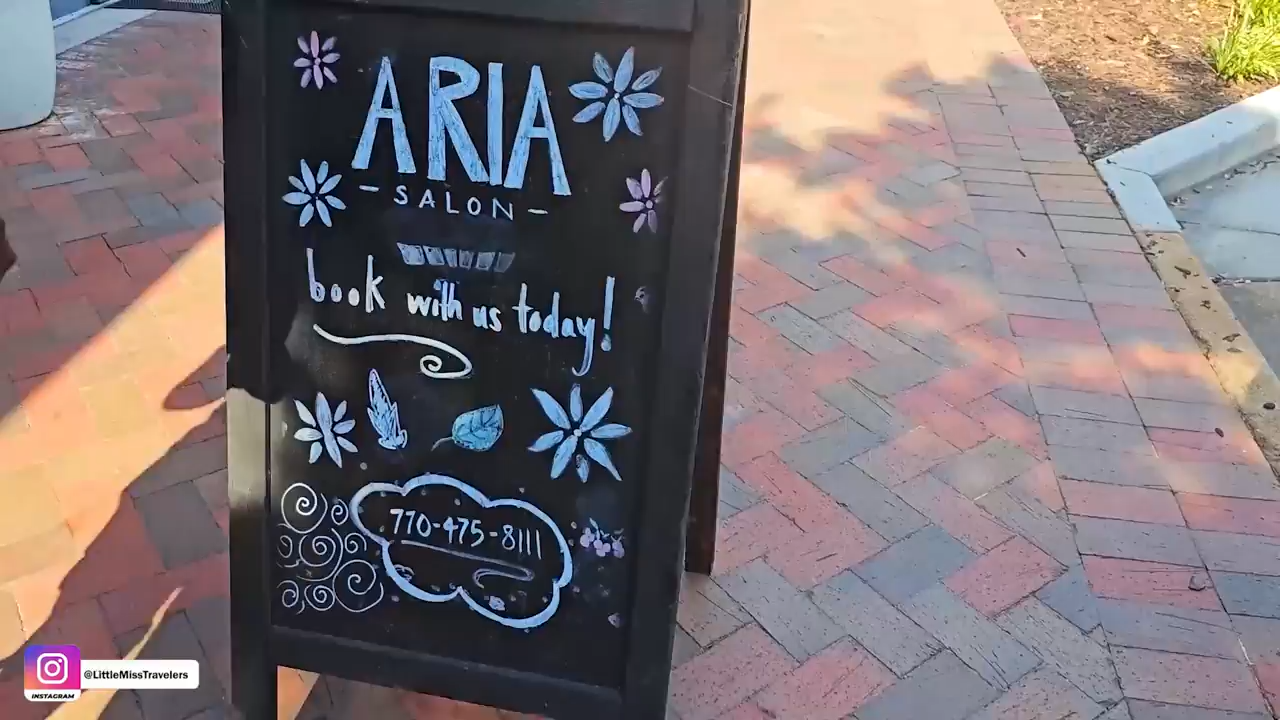 ARIA
- SALON -
book with us today!
770-475-8111
@LittleMissTravelers
INSTAGRAM